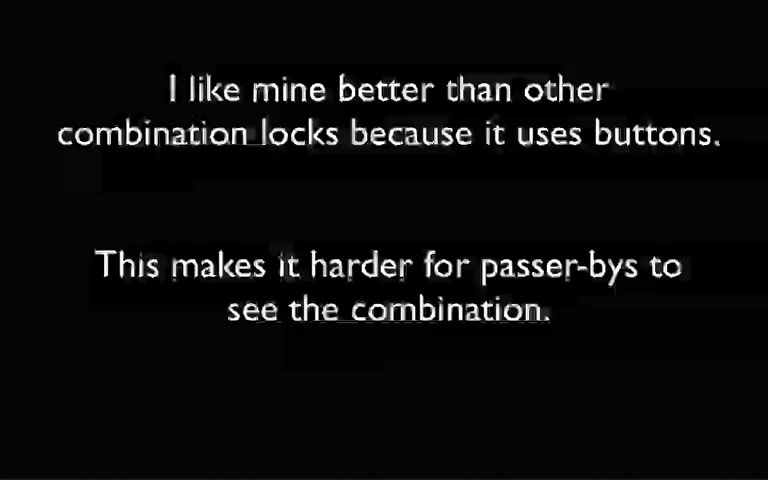 I like mine better than other
combination locks because it uses buttons.
This makes it harder for passer-bys to
see the combination.